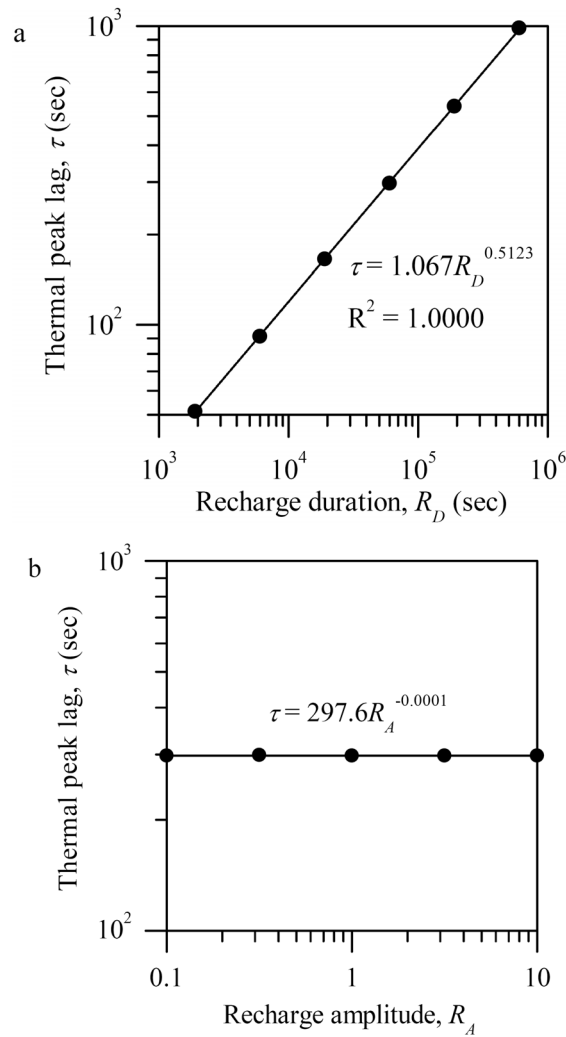 a
10³
10²
Thermal peak lag, τ (sec)
τ = 1.067R_D^0.5123
R² = 1.0000
10³ 10⁴ 10⁵ 10⁶
Recharge duration, R_D (sec)
b
10³
10²
Thermal peak lag, τ (sec)
τ = 297.6R_A^-0.0001
0.1 1 10
Recharge amplitude, R_A